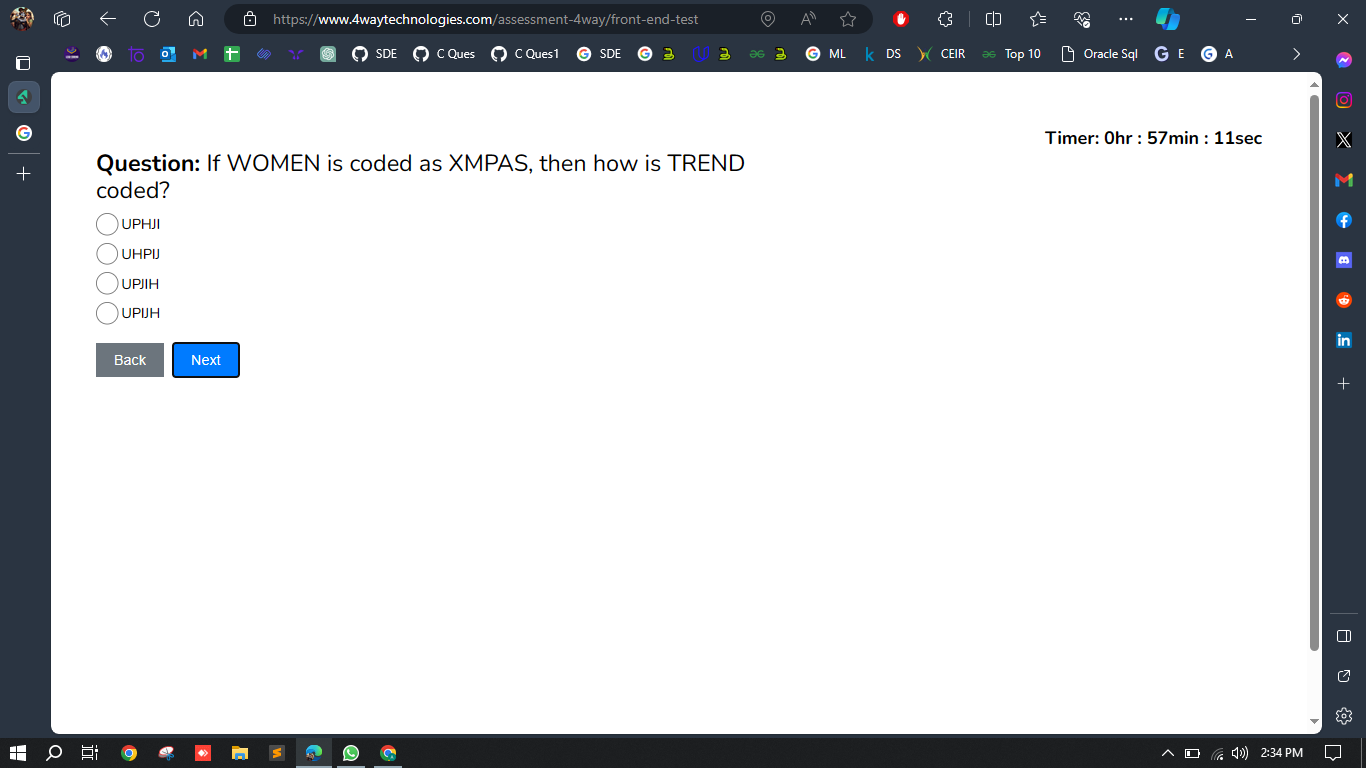 https://www.4waytechnologies.com/assessment-4way/front-end-test
SDE
C Ques
C Ques1
SDE
ML
DS
CEIR
Top 10
Oracle Sql
E
A
Timer: 0hr : 57min : 11sec
Question: If WOMEN is coded as XMPAS, then how is TREND
coded?
UPHJI
UHPIJ
UPJIH
UPIJH
Back Next
2:34 PM